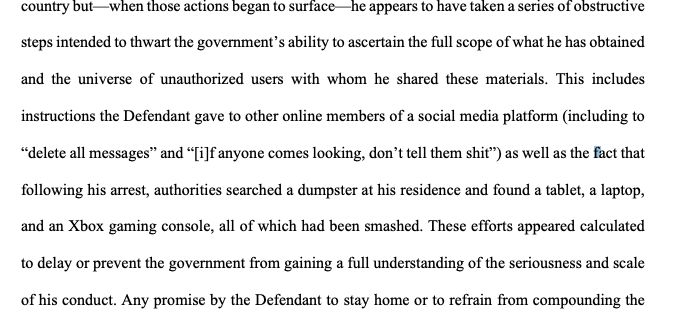 country but—when those actions began to surface—he appears to have taken a series of obstructive
steps intended to thwart the government’s ability to ascertain the full scope of what he has obtained
and the universe of unauthorized users with whom he shared these materials. This includes
instructions the Defendant gave to other online members of a social media platform (including to
“delete all messages” and “[i]f anyone comes looking, don’t tell them shit”) as well as the fact that
following his arrest, authorities searched a dumpster at his residence and found a tablet, a laptop,
and an Xbox gaming console, all of which had been smashed. These efforts appeared calculated
to delay or prevent the government from gaining a full understanding of the seriousness and scale
of his conduct. Any promise by the Defendant to stay home or to refrain from compounding the